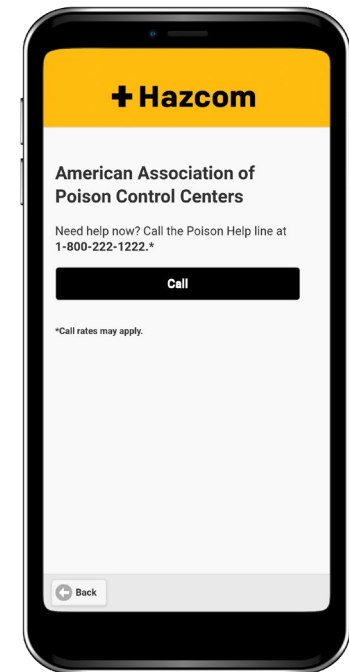 + Hazcom
American Association of
Poison Control Centers
Need help now? Call the Poison Help line at
1-800-222-1222.*
Call
*Call rates may apply.
Back